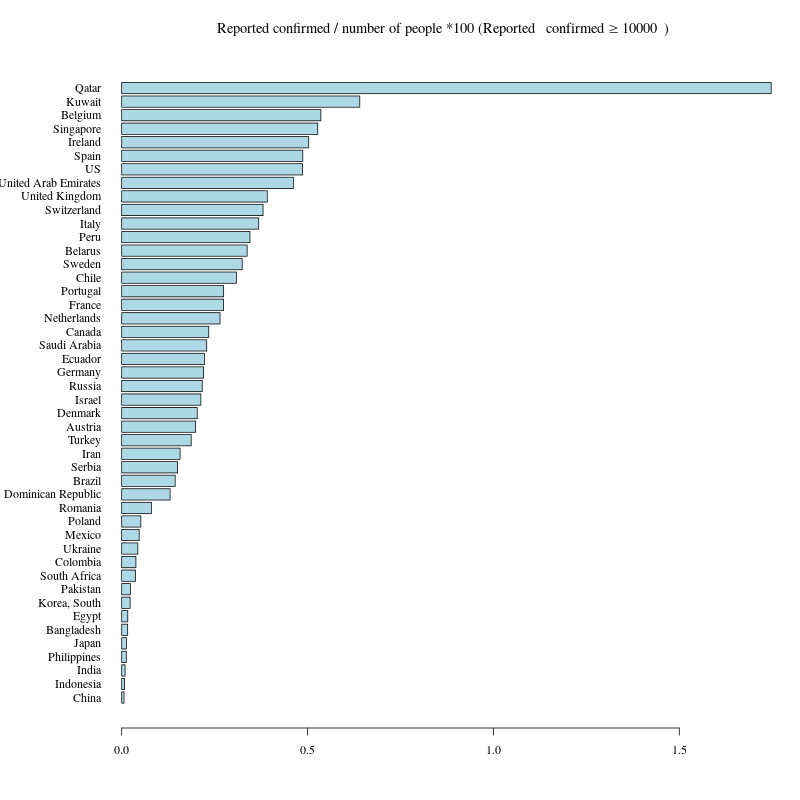 Reported confirmed / number of people *100 (Reported confirmed ≥ 10000 )
Qatar
Kuwait
Belgium
Singapore
Ireland
Spain
US
United Arab Emirates
United Kingdom
Switzerland
Italy
Peru
Belarus
Sweden
Chile
Portugal
France
Netherlands
Canada
Saudi Arabia
Ecuador
Germany
Russia
Israel
Denmark
Austria
Turkey
Iran
Serbia
Brazil
Dominican Republic
Romania
Poland
Mexico
Ukraine
Colombia
South Africa
Pakistan
Korea, South
Egypt
Bangladesh
Japan
Philippines
India
Indonesia
China
0.0 0.5 1.0 1.5